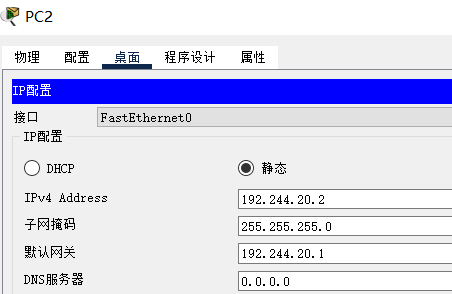 PC2
物理 配置 桌面 程序设计 属性
IP配置
接口 FastEthernet0
IP配置
DHCP 静态
IPv4 Address 192.244.20.2
子网掩码 255.255.255.0
默认网关 192.244.20.1
DNS服务器 0.0.0.0